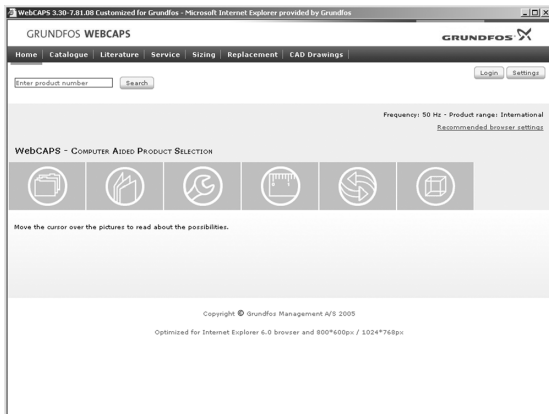 WebCAPS 3.30-7.81.08 Customized for Grundfos - Microsoft Internet Explorer provided by Grundfos
GRUNDFOS WEBCAPS
GRUNDFOS
Home Catalogue Literature Service Sizing Replacement CAD Drawings
Login Settings
Enter product number Search
Frequency: 50 Hz - Product range: International
Recommended browser settings
WebCAPS - Computer Aided Product Selection
Move the cursor over the pictures to read about the possibilities.
Copyright © Grundfos Management A/S 2005
Optimized for Internet Explorer 6.0 browser and 800*600px / 1024*768px